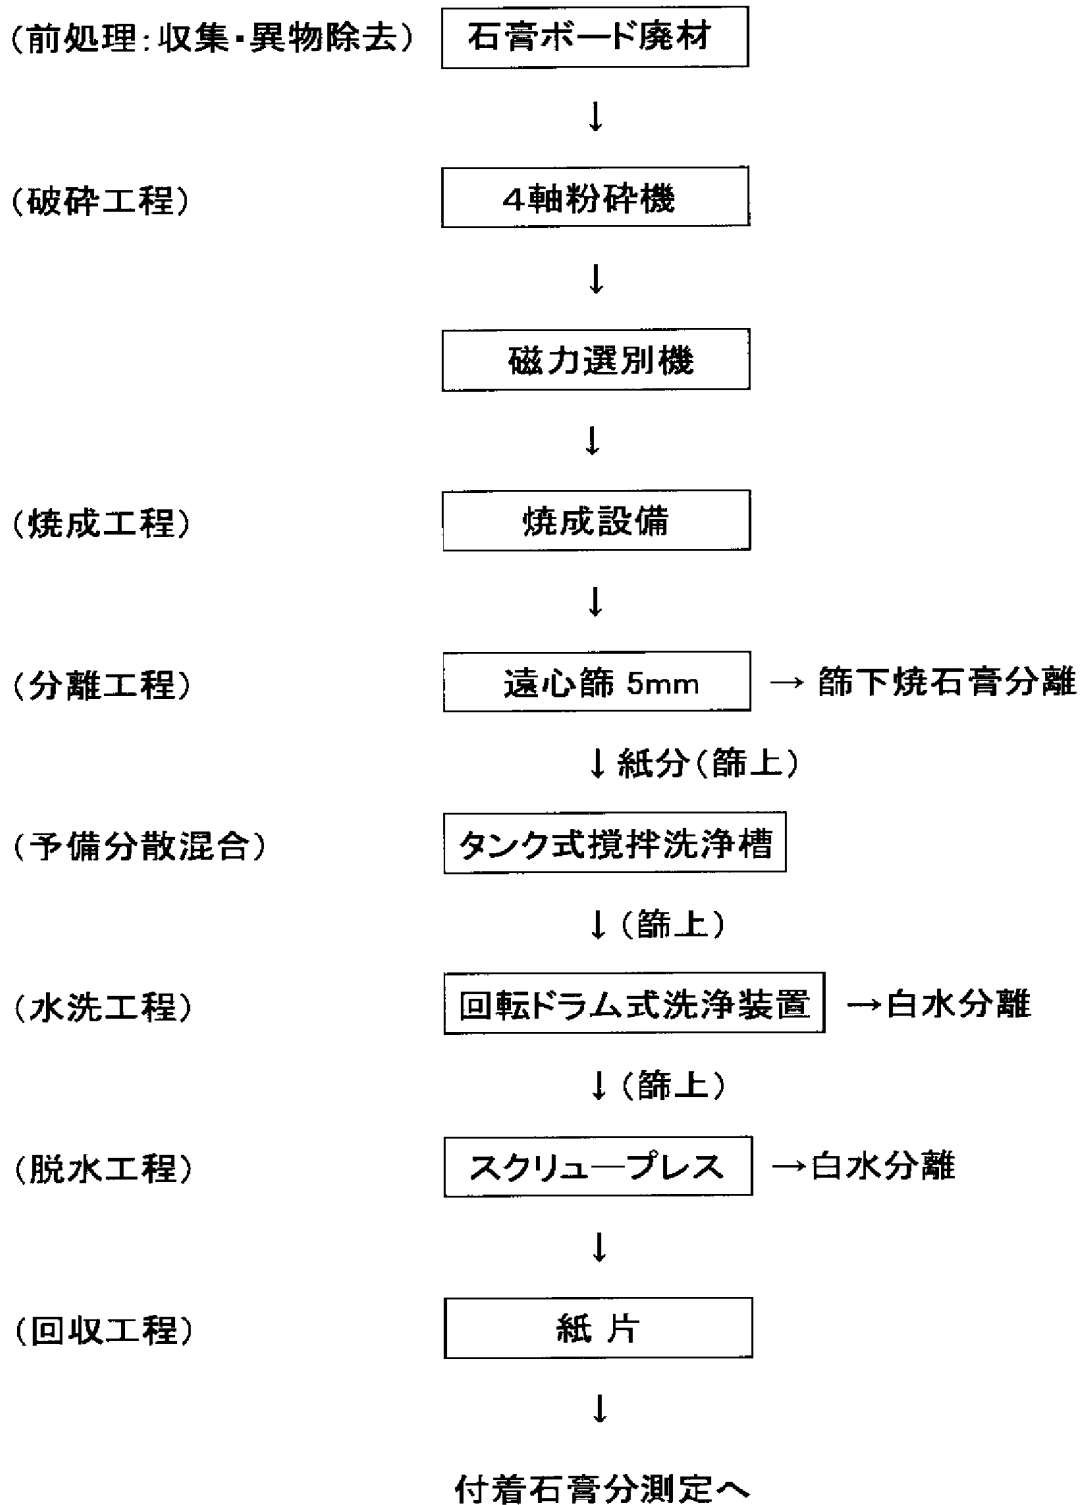 (前処理:収集・異物除去) 石膏ボード廃材
↓
(破砕工程) 4軸粉砕機
↓
磁力選別機
↓
(焼成工程) 焼成設備
↓
(分離工程) 遠心篩 5mm → 篩下焼石膏分離
↓紙分(篩上)
(予備分散混合) タンク式撹拌洗浄槽
↓(篩上)
(水洗工程) 回転ドラム式洗浄装置 →白水分離
↓(篩上)
(脱水工程) スクリュープレス →白水分離
↓
(回収工程) 紙 片
↓
付着石膏分測定へ